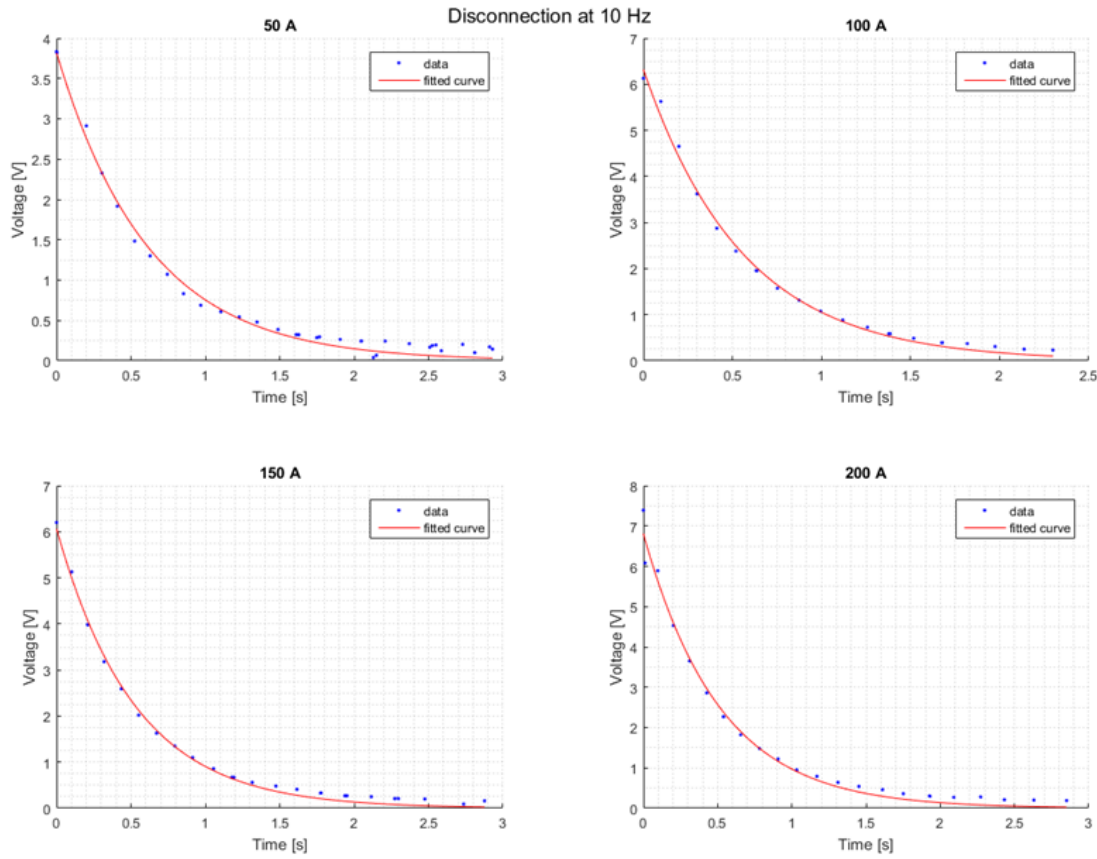 Disconnection at 10 Hz
50 A
data
fitted curve
Voltage [V]
4
3.5
3
2.5
2
1.5
1
0.5
0
0 0.5 1 1.5 2 2.5 3
Time [s]
100 A
data
fitted curve
Voltage [V]
7
6
5
4
3
2
1
0
0 0.5 1 1.5 2 2.5
Time [s]
150 A
data
fitted curve
Voltage [V]
7
6
5
4
3
2
1
0
0 0.5 1 1.5 2 2.5 3
Time [s]
200 A
data
fitted curve
Voltage [V]
8
7
6
5
4
3
2
1
0
0 0.5 1 1.5 2 2.5 3
Time [s]